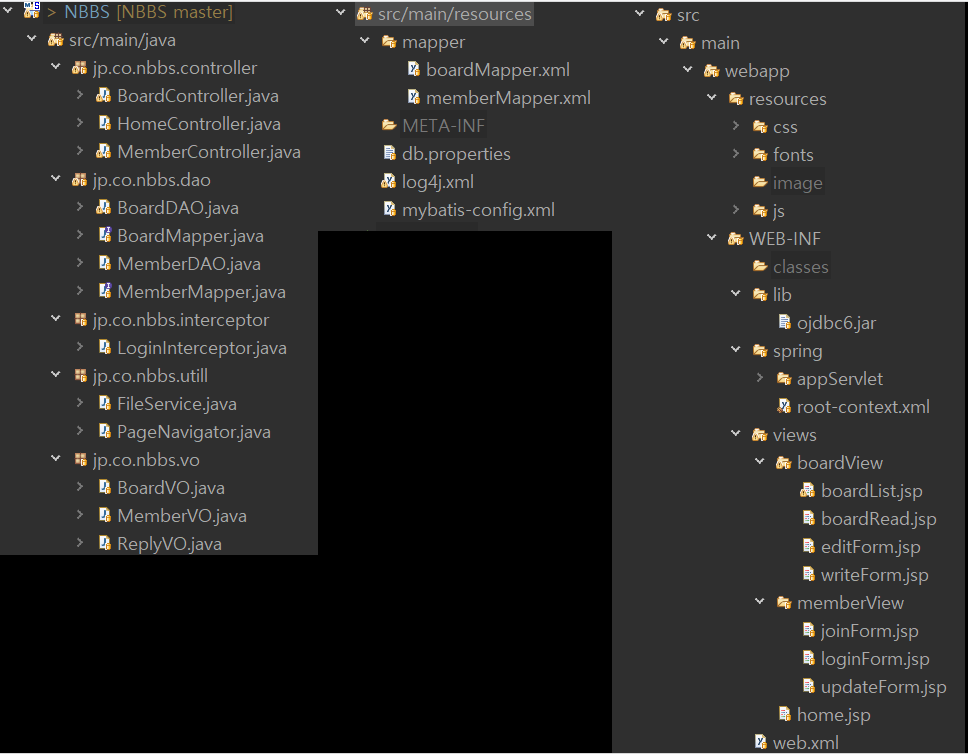 > NBBS [NBBS master]
src/main/java
jp.co.nbbs.controller
BoardController.java
HomeController.java
MemberController.java
jp.co.nbbs.dao
BoardDAO.java
BoardMapper.java
MemberDAO.java
MemberMapper.java
jp.co.nbbs.interceptor
LoginInterceptor.java
jp.co.nbbs.utill
FileService.java
PageNavigator.java
jp.co.nbbs.vo
BoardVO.java
MemberVO.java
ReplyVO.java
src/main/resources
mapper
boardMapper.xml
memberMapper.xml
META-INF
db.properties
log4j.xml
mybatis-config.xml
src
main
webapp
resources
css
fonts
image
js
WEB-INF
classes
lib
ojdbc6.jar
spring
appServlet
root-context.xml
views
boardView
boardList.jsp
boardRead.jsp
editForm.jsp
writeForm.jsp
memberView
joinForm.jsp
loginForm.jsp
updateForm.jsp
home.jsp
web.xml